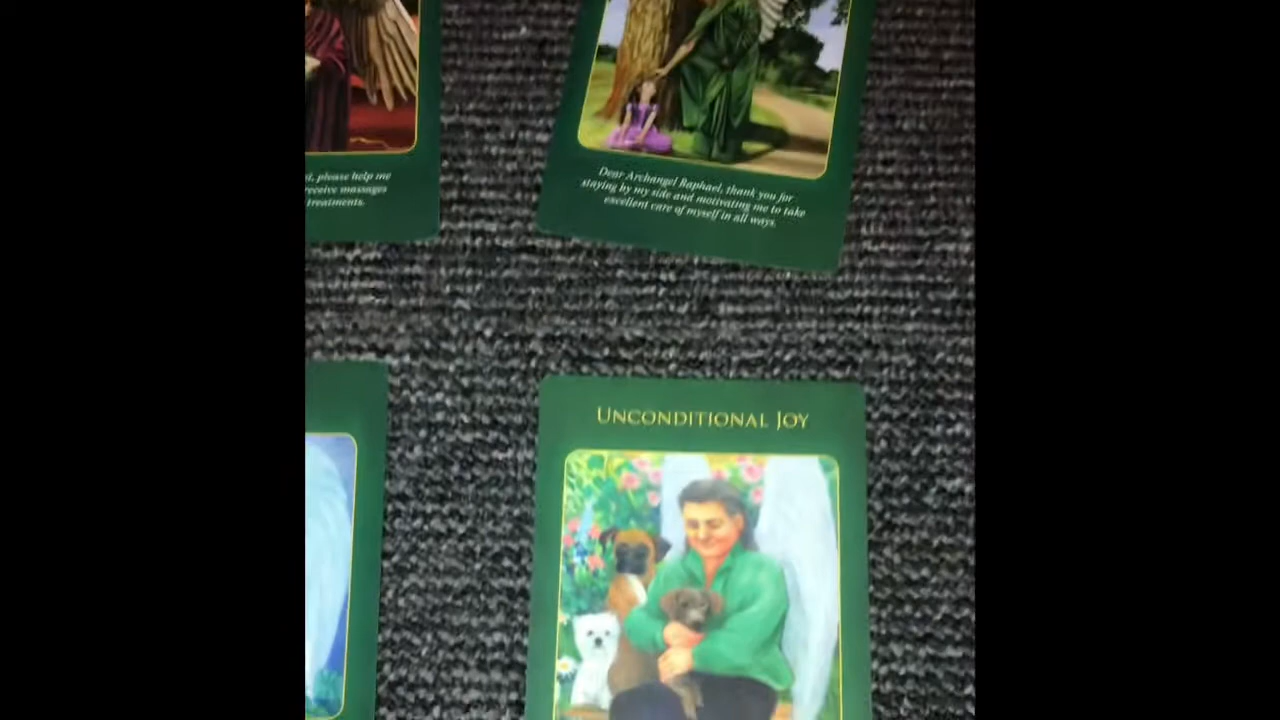 l, please help me
receive massages
treatments.
Dear Archangel Raphael, thank you for
staying by my side and motivating me to take
excellent care of myself in all ways.
UNCONDITIONAL JOY